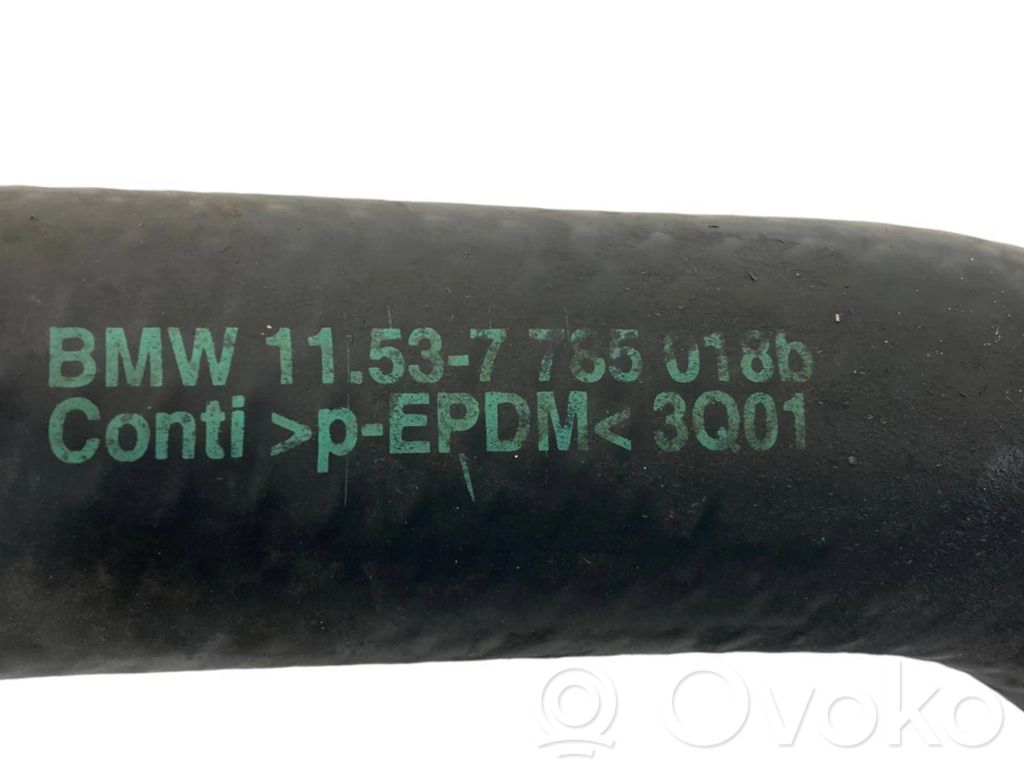 BMW 11.53-7 785 018b
Conti >p-EPDM< 3Q01
Ovoko